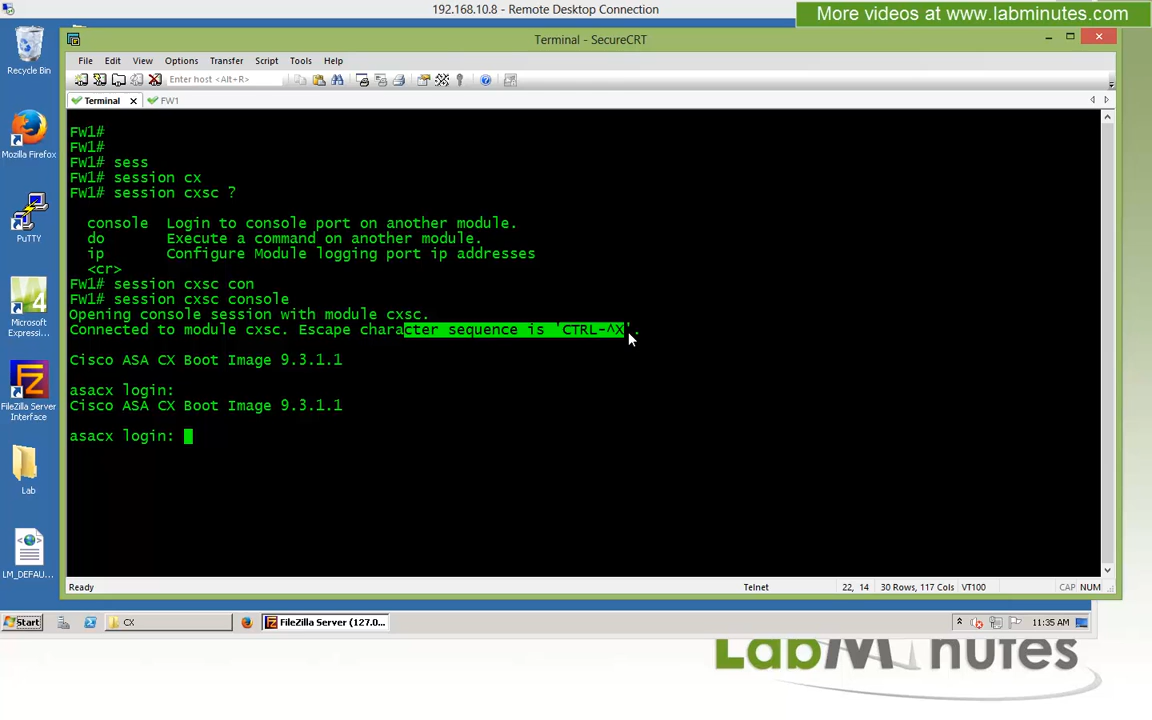 192.168.10.8 - Remote Desktop Connection
More videos at www.labminutes.com
Terminal - SecureCRT
File Edit View Options Transfer Script Tools Help
Enter host <Alt+R>
Terminal FW1
FW1#
FW1#
FW1# sess
FW1# session cx
FW1# session cxsc ?
console Login to console port on another module.
do Execute a command on another module.
ip Configure Module logging port ip addresses
<cr>
FW1# session cxsc con
FW1# session cxsc console
Opening console session with module cxsc.
Connected to module cxsc. Escape character sequence is 'CTRL-^X'.
Cisco ASA CX Boot Image 9.3.1.1
asacx login:
Cisco ASA CX Boot Image 9.3.1.1
asacx login:
Ready Telnet 22, 14 30 Rows, 117 Cols VT100 CAP NUM
Recycle Bin
Mozilla Firefox
PuTTY
Microsoft
Expressi...
FileZilla Server
Interface
Lab
LM_DEFAU...
Start CX FileZilla Server (127.0... 11:35 AM
LabMinutes